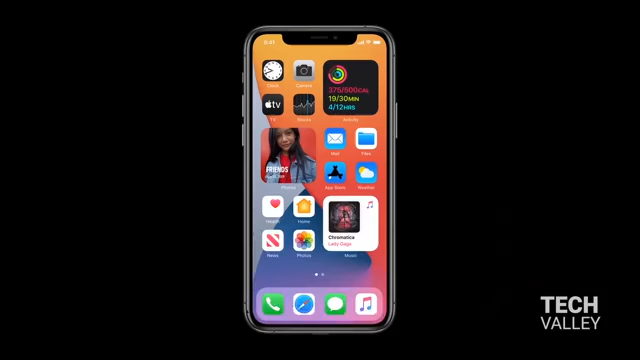 9:41
Clock
Camera
375/500CAL
19/30MIN
4/12HRS
tv
TV
Stocks
Activity
Mail
Files
FRIENDS
Photos
App Store
Weather
Health
Home
Chromatica
Lady Gaga
News
Photos
Music
TECH
VALLEY